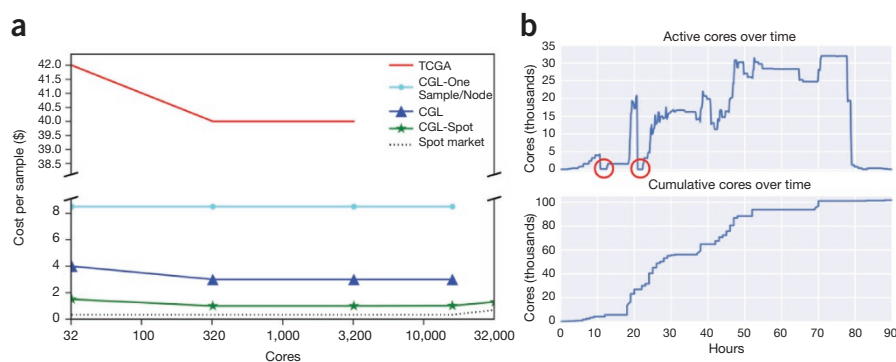 a
42.0
41.5
41.0
40.5
40.0
39.5
39.0
38.5
8
6
4
2
0
Cost per sample ($)
32
100
320
1,000
3,200
10,000
32,000
Cores
TCGA
CGL-One
Sample/Node
CGL
CGL-Spot
Spot market
b
Active cores over time
35
30
25
20
15
10
5
0
Cores (thousands)
Cumulative cores over time
100
80
60
40
20
0
Cores (thousands)
0
10
20
30
40
50
60
70
80
90
Hours